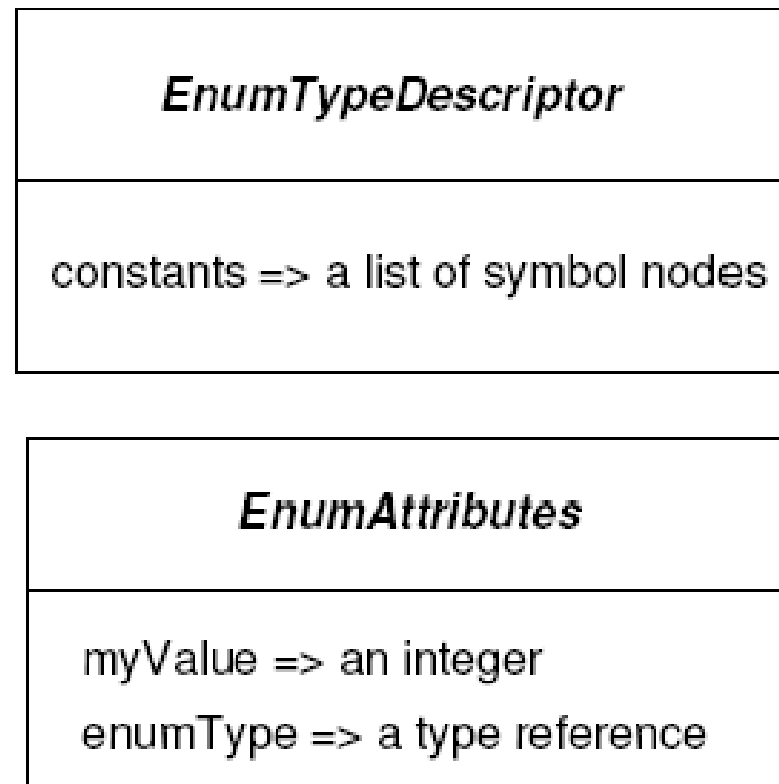 EnumTypeDescriptor
constants => a list of symbol nodes
EnumAttributes
myValue => an integer
enumType => a type reference